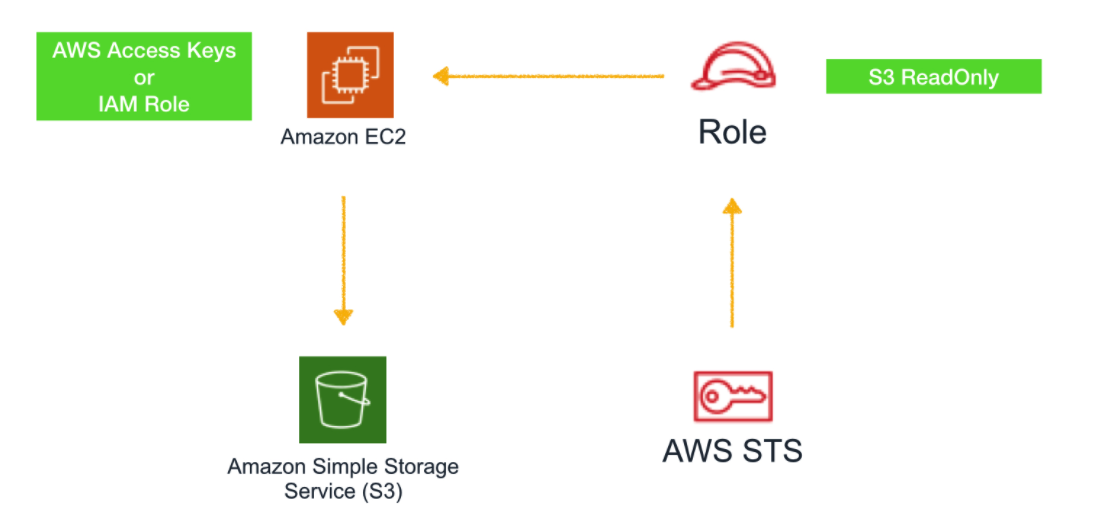 AWS Access Keys
or
IAM Role
Amazon EC2
Role
S3 ReadOnly
Amazon Simple Storage
Service (S3)
AWS STS